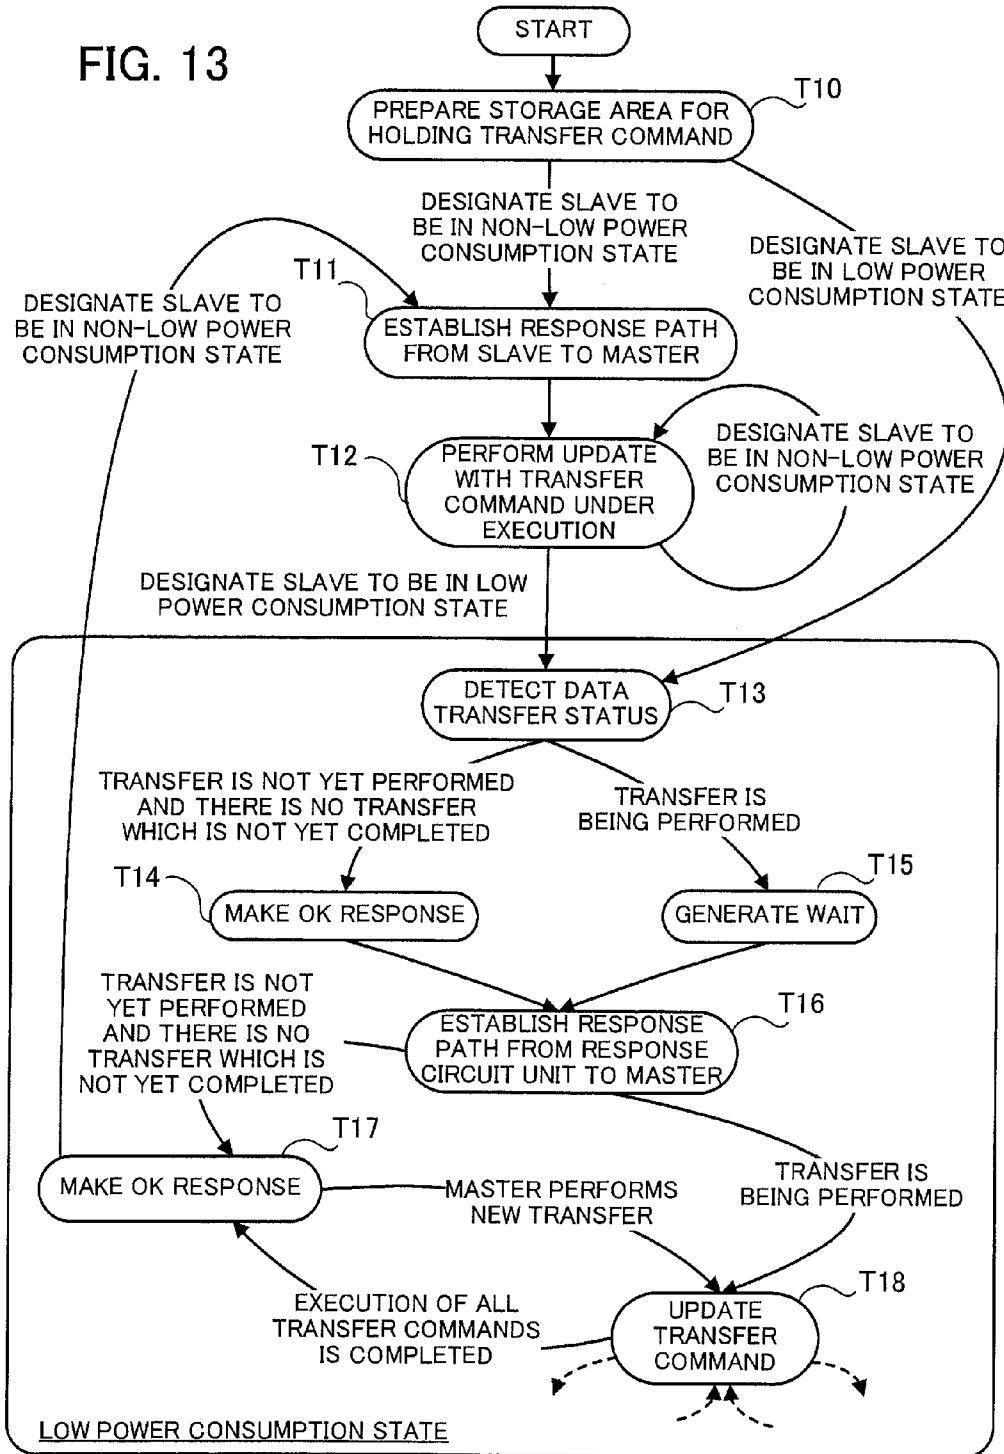 FIG. 13
START
T10
PREPARE STORAGE AREA FOR
HOLDING TRANSFER COMMAND
DESIGNATE SLAVE TO
BE IN NON-LOW POWER
CONSUMPTION STATE
DESIGNATE SLAVE TO
BE IN LOW POWER
CONSUMPTION STATE
T11
DESIGNATE SLAVE TO
BE IN NON-LOW POWER
CONSUMPTION STATE
ESTABLISH RESPONSE PATH
FROM SLAVE TO MASTER
T12
PERFORM UPDATE
WITH TRANSFER
COMMAND UNDER
EXECUTION
DESIGNATE SLAVE TO
BE IN NON-LOW POWER
CONSUMPTION STATE
DESIGNATE SLAVE TO BE IN LOW
POWER CONSUMPTION STATE
DETECT DATA
TRANSFER STATUS
T13
TRANSFER IS NOT YET PERFORMED
AND THERE IS NO TRANSFER
WHICH IS NOT YET COMPLETED
TRANSFER IS
BEING PERFORMED
T14
MAKE OK RESPONSE
T15
GENERATE WAIT
TRANSFER IS NOT
YET PERFORMED
AND THERE IS NO
TRANSFER WHICH IS
NOT YET COMPLETED
T16
ESTABLISH RESPONSE
PATH FROM RESPONSE
CIRCUIT UNIT TO MASTER
T17
MAKE OK RESPONSE
MASTER PERFORMS
NEW TRANSFER
TRANSFER IS
BEING PERFORMED
T18
EXECUTION OF ALL
TRANSFER COMMANDS
IS COMPLETED
UPDATE
TRANSFER
COMMAND
LOW POWER CONSUMPTION STATE